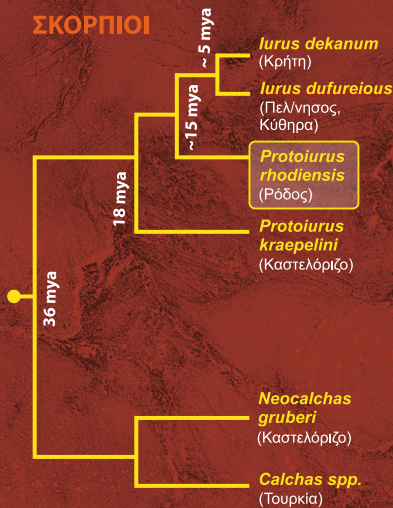 ΣΚΟΡΠΙΟΙ
~ 5 mya
Iurus dekanum
(Κρήτη)
Iurus dufureious
(Πελ/νησος,
Κύθηρα)
~15 mya
Protoiurus
rhodiensis
(Ρόδος)
18 mya
Protoiurus
kraepelini
(Καστελόριζο)
36 mya
Neocalchas
gruberi
(Καστελόριζο)
Calchas spp.
(Τουρκία)